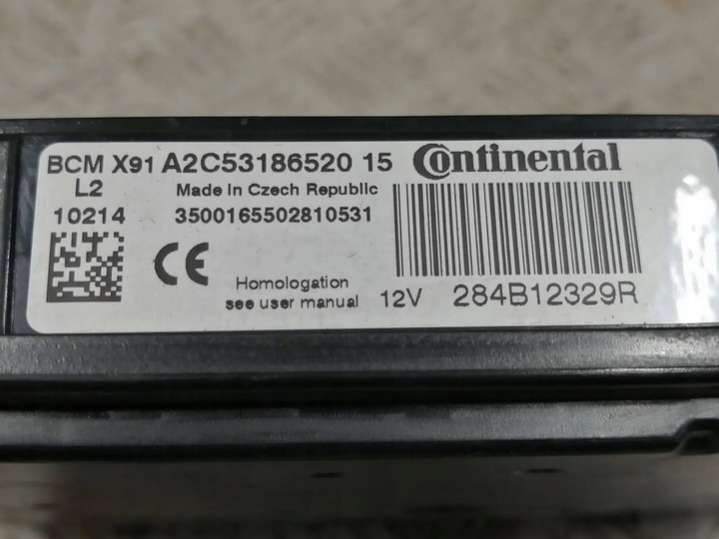 BCM X91 A2C53186520 15 Continental
L2 Made In Czech Republic
10214 3500165502810531
CE
Homologation
see user manual 12V 284B12329R